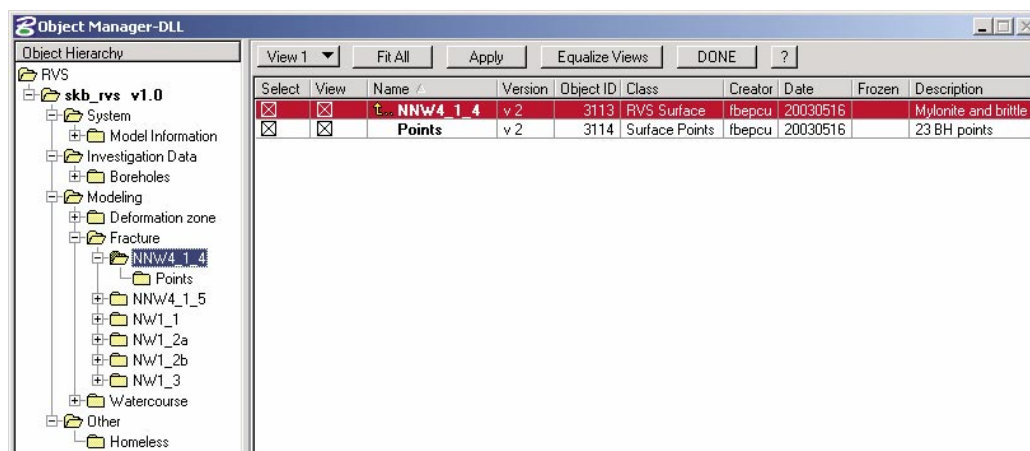 Object Manager-DLL
Object Hierarchy
View 1 Fit All Apply Equalize Views DONE ?
RVS
skb_rvs v1.0
System
Model Information
Investigation Data
Boreholes
Modeling
Deformation zone
Fracture
NNW4_1_4
Points
NNW4_1_5
NW1_1
NW1_2a
NW1_2b
NW1_3
Watercourse
Other
Homeless
Select View Name Version Object ID Class Creator Date Frozen Description
NNW4_1_4 v 2 3113 RVS Surface fbepcu 20030516 Mylonite and brittle
Points v 2 3114 Surface Points fbepcu 20030516 23 BH points